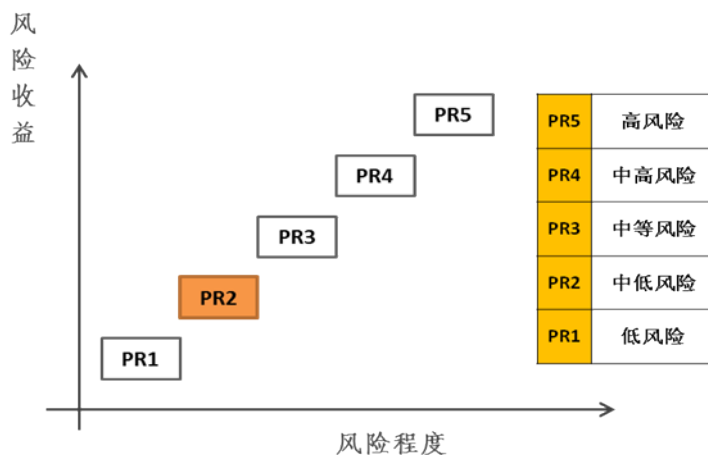 风险收益
PR5
PR4
PR3
PR2
PR1
风险程度
PR5 高风险
PR4 中高风险
PR3 中等风险
PR2 中低风险
PR1 低风险